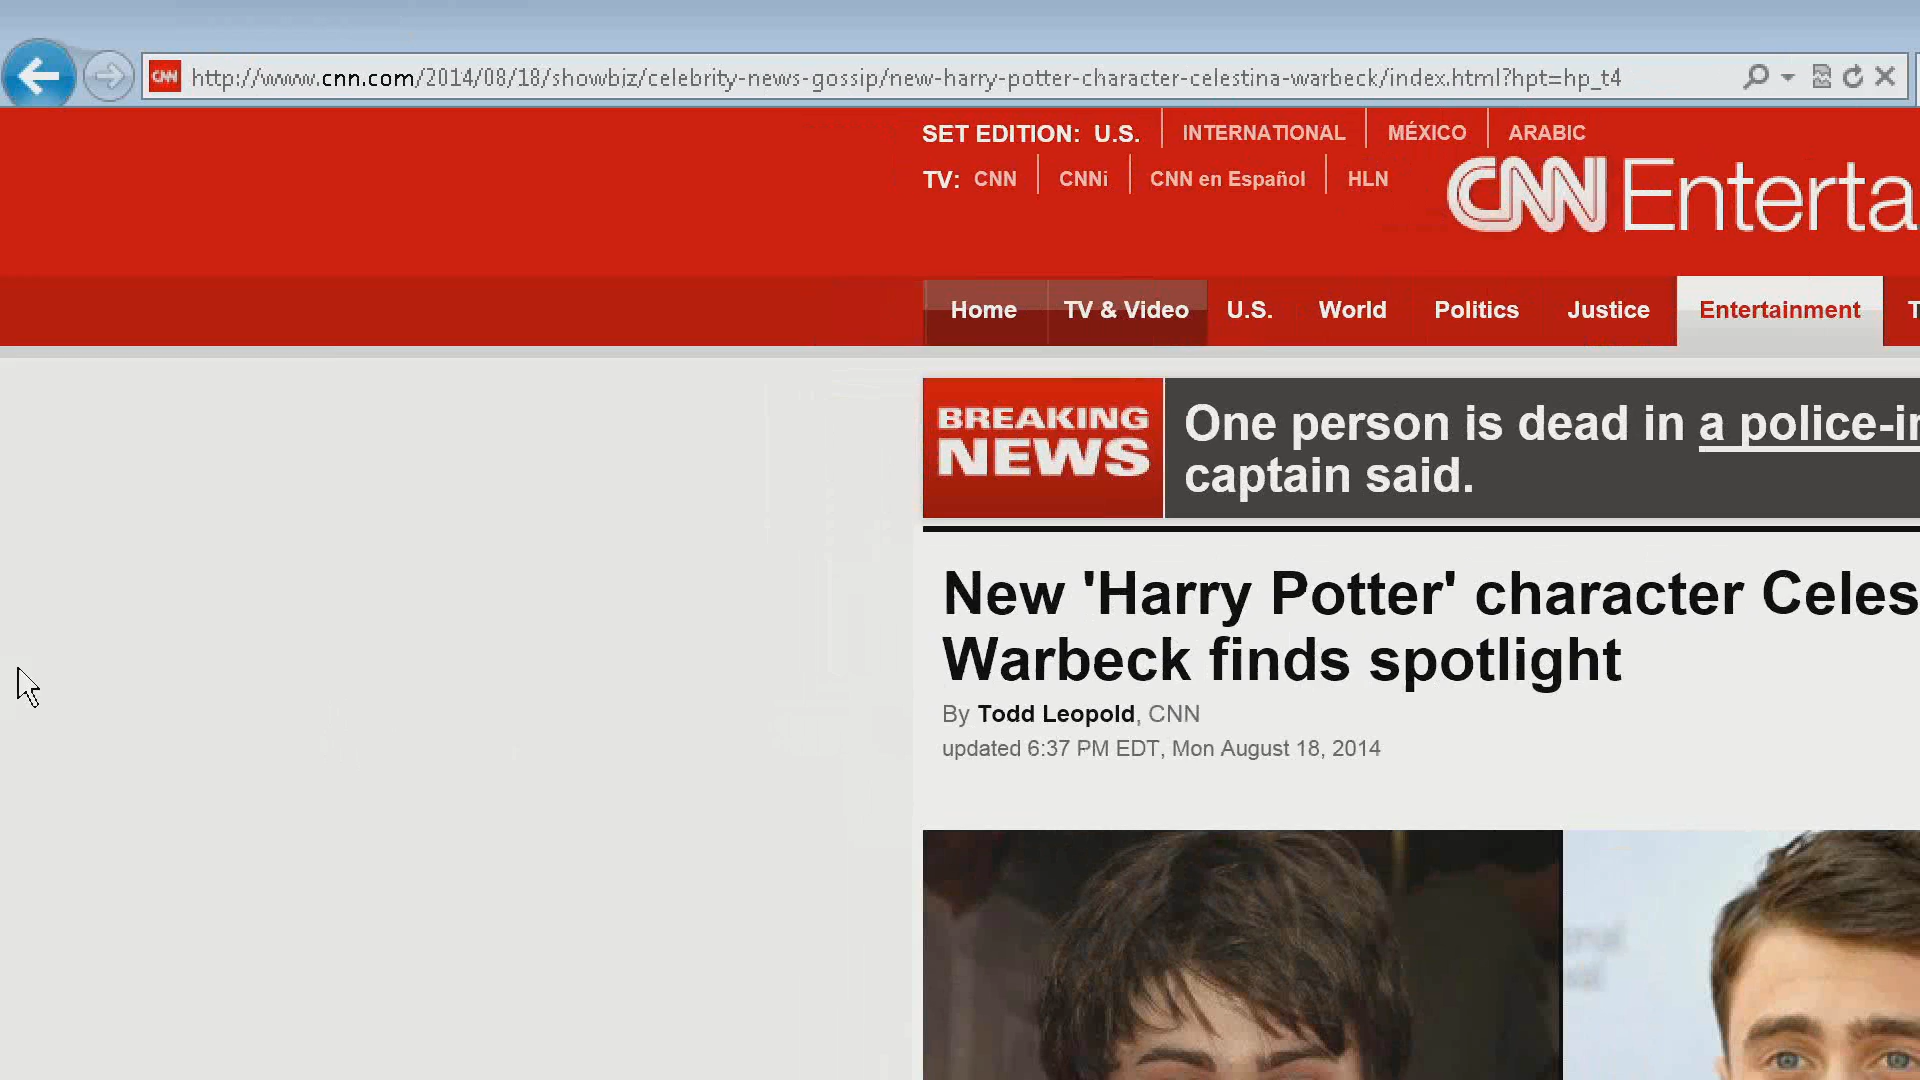 CNN http://www.cnn.com/2014/08/18/showbiz/celebrity-news-gossip/new-harry-potter-character-celestina-warbeck/index.html?hpt=hp_t4
SET EDITION: U.S. INTERNATIONAL MÉXICO ARABIC
TV: CNN CNNi CNN en Español HLN
CNN Enterta
Home TV & Video U.S. World Politics Justice Entertainment T
BREAKING NEWS
One person is dead in a police-in
captain said.
New 'Harry Potter' character Celes
Warbeck finds spotlight
By Todd Leopold, CNN
updated 6:37 PM EDT, Mon August 18, 2014